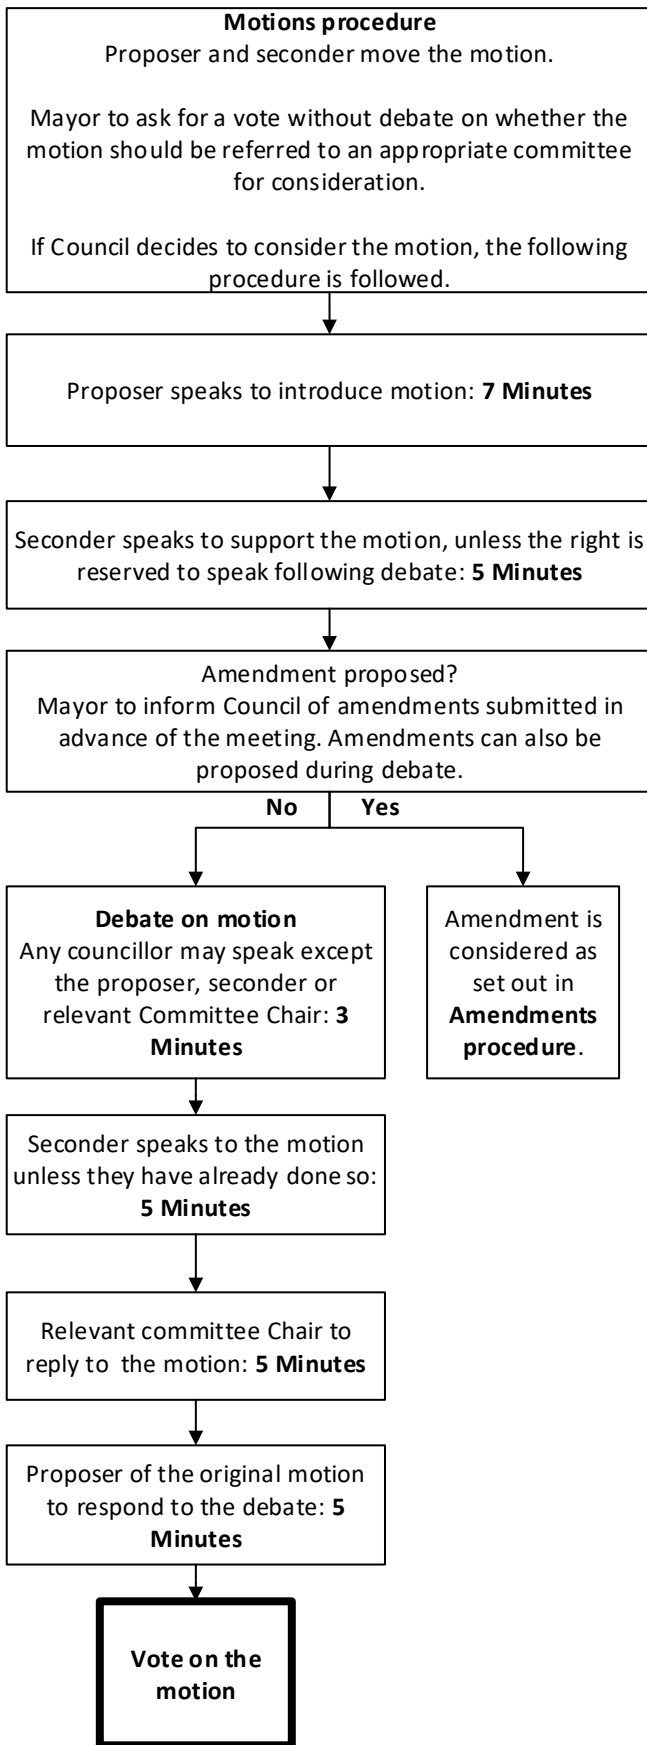 Motions procedure
Proposer and seconder move the motion.
Mayor to ask for a vote without debate on whether the
motion should be referred to an appropriate committee
for consideration.
If Council decides to consider the motion, the following
procedure is followed.
Proposer speaks to introduce motion: 7 Minutes
Seconder speaks to support the motion, unless the right is
reserved to speak following debate: 5 Minutes
Amendment proposed?
Mayor to inform Council of amendments submitted in
advance of the meeting. Amendments can also be
proposed during debate.
No Yes
Debate on motion
Any councillor may speak except
the proposer, seconder or
relevant Committee Chair: 3
Minutes
Amendment is
considered as
set out in
Amendments
procedure.
Seconder speaks to the motion
unless they have already done so:
5 Minutes
Relevant committee Chair to
reply to the motion: 5 Minutes
Proposer of the original motion
to respond to the debate: 5
Minutes
Vote on the
motion